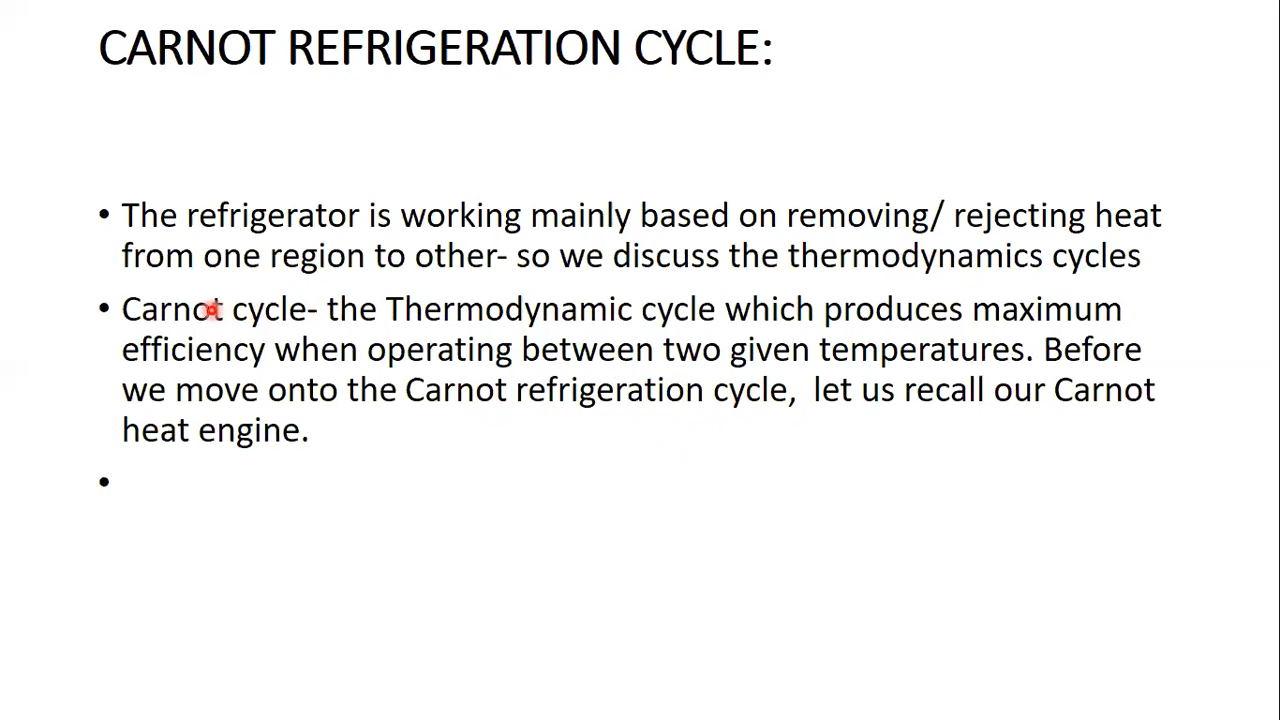 CARNOT REFRIGERATION CYCLE:
• The refrigerator is working mainly based on removing/ rejecting heat
from one region to other- so we discuss the thermodynamics cycles
• Carnot cycle- the Thermodynamic cycle which produces maximum
efficiency when operating between two given temperatures. Before
we move onto the Carnot refrigeration cycle,  let us recall our Carnot
heat engine.
•